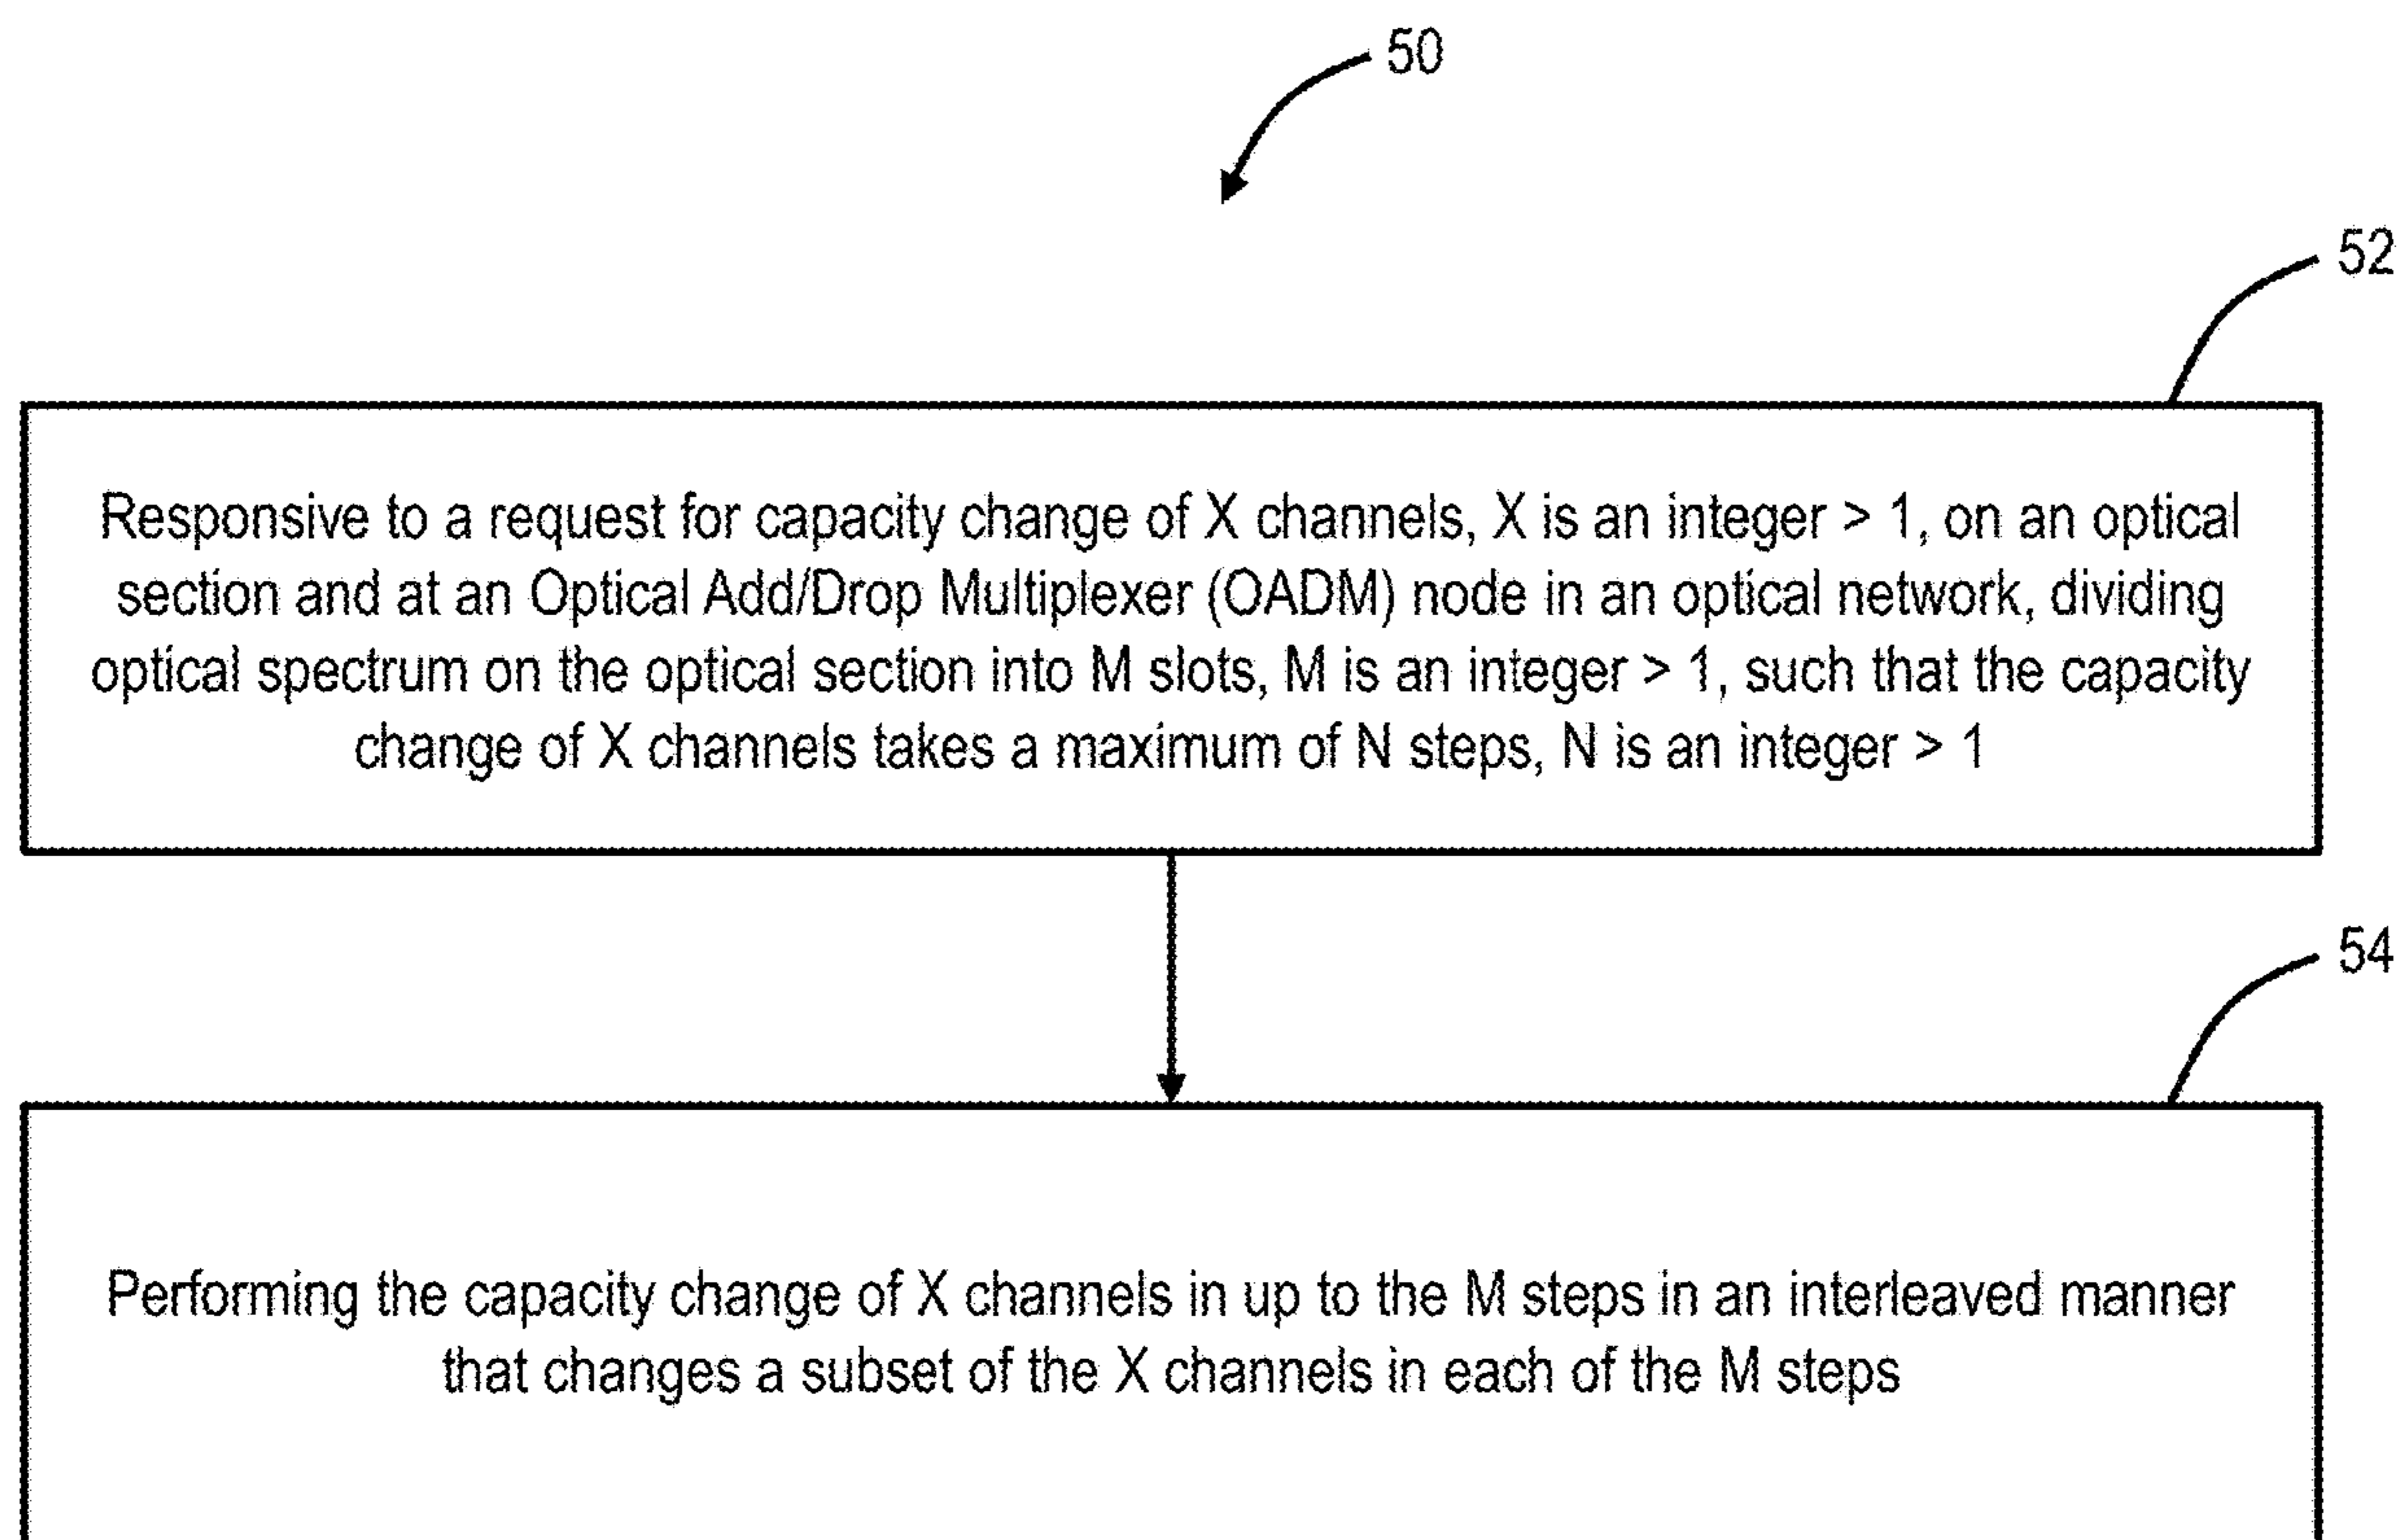 50
52
Responsive to a request for capacity change of X channels, X is an integer > 1, on an optical
section and at an Optical Add/Drop Multiplexer (OADM) node in an optical network, dividing
optical spectrum on the optical section into M slots, M is an integer > 1, such that the capacity
change of X channels takes a maximum of N steps, N is an integer > 1
54
Performing the capacity change of X channels in up to the M steps in an interleaved manner
that changes a subset of the X channels in each of the M steps